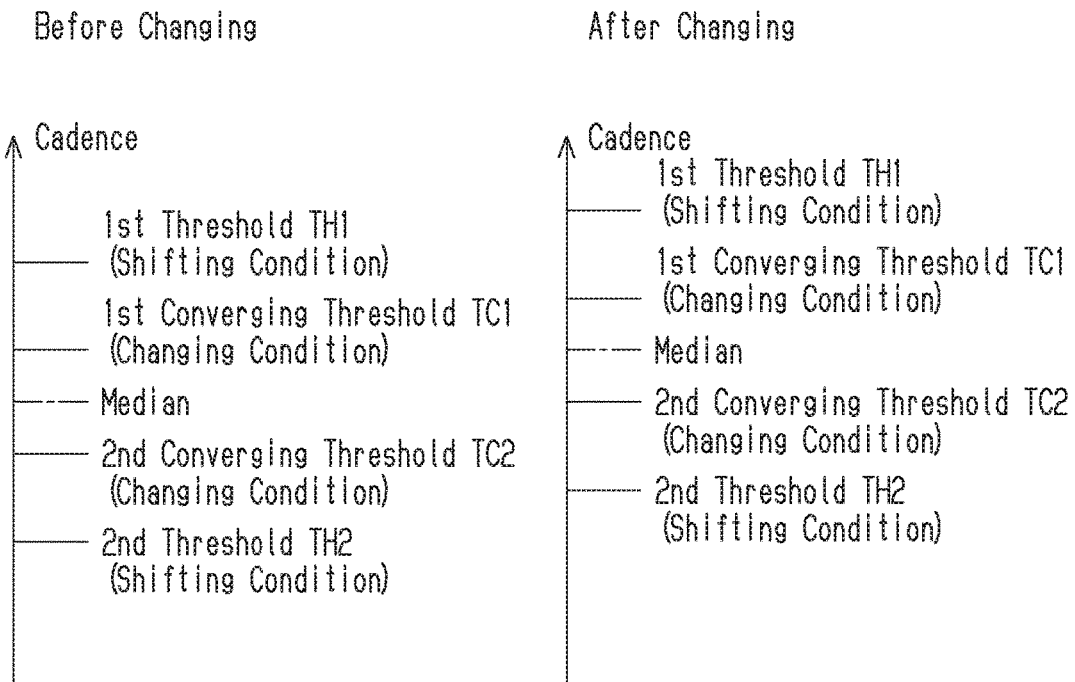 Before Changing
Cadence
1st Threshold TH1
(Shifting Condition)
1st Converging Threshold TC1
(Changing Condition)
Median
2nd Converging Threshold TC2
(Changing Condition)
2nd Threshold TH2
(Shifting Condition)
After Changing
Cadence
1st Threshold TH1
(Shifting Condition)
1st Converging Threshold TC1
(Changing Condition)
Median
2nd Converging Threshold TC2
(Changing Condition)
2nd Threshold TH2
(Shifting Condition)